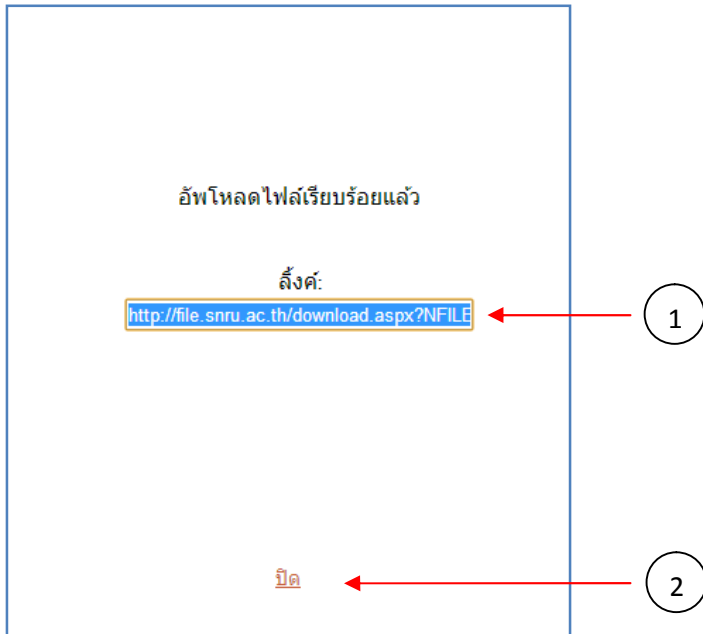 อัพโหลดไฟล์เรียบร้อยแล้ว
ลิ้งค์:
http://file.snru.ac.th/download.aspx?NFILE
1
ปิด
2